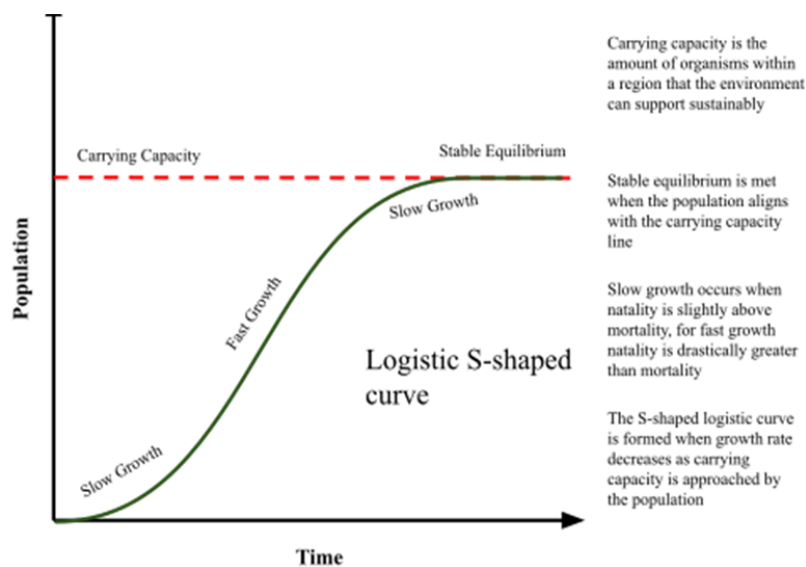 Carrying capacity is the
amount of organisms within
a region that the environment
can support sustainably
Carrying Capacity
Stable Equilibrium
Stable equilibrium is met
when the population aligns
with the carrying capacity
line
Slow Growth
Population
Fast Growth
Slow growth occurs when
natality is slightly above
mortality, for fast growth
natality is drastically greater
than mortality
Logistic S-shaped
curve
Slow Growth
The S-shaped logistic curve
is formed when growth rate
decreases as carrying
capacity is approached by
the population
Time